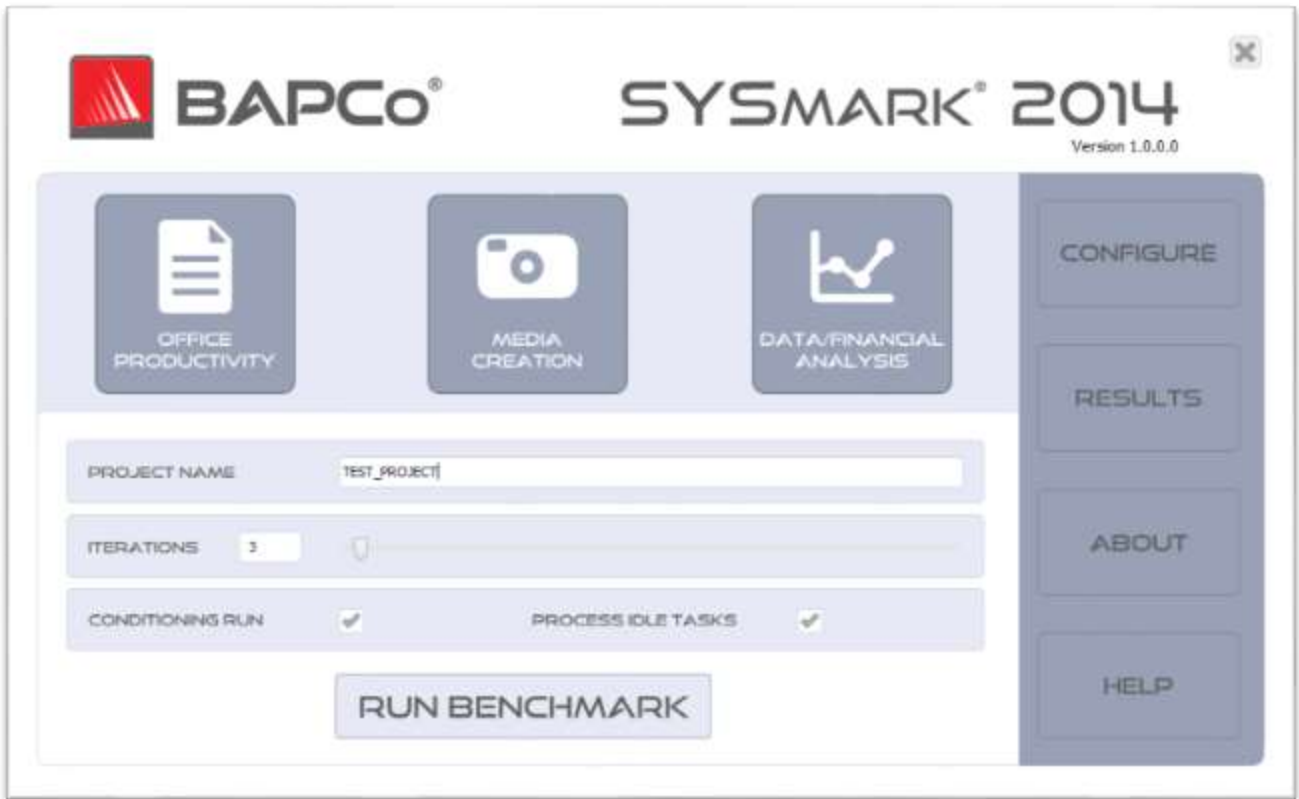 BAPCo®
SYSMARK® 2014
Version 1.0.0.0
OFFICE
PRODUCTIVITY
MEDIA
CREATION
DATA/FINANCIAL
ANALYSIS
CONFIGURE
RESULTS
ABOUT
HELP
PROJECT NAME TEST_PROJECT
ITERATIONS 3
CONDITIONING RUN PROCESS IDLE TASKS
RUN BENCHMARK